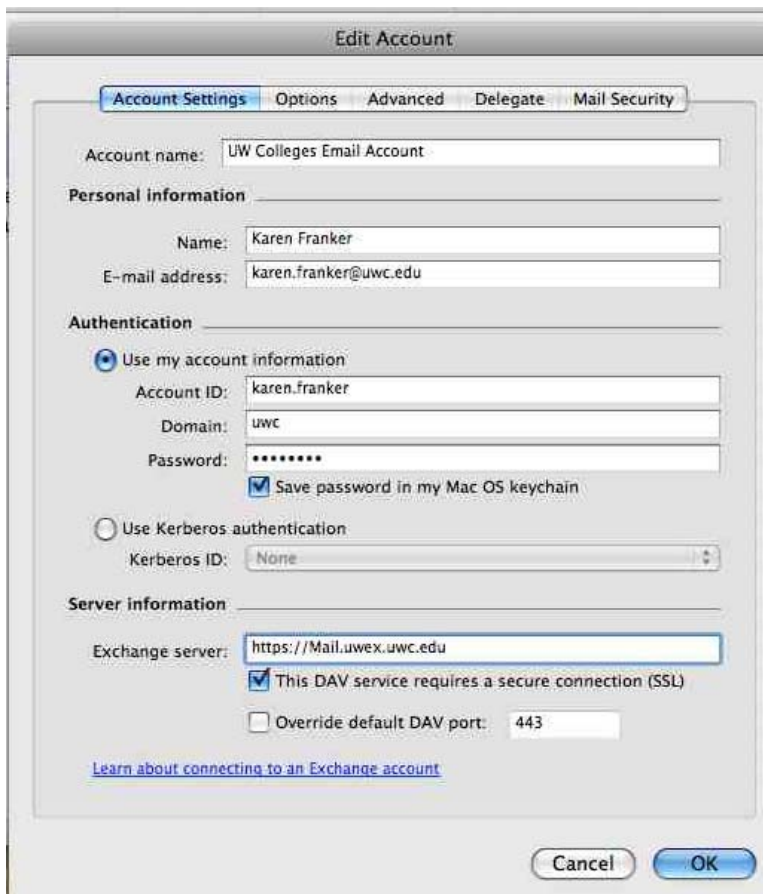 Edit Account
Account Settings Options Advanced Delegate Mail Security
Account name: UW Colleges Email Account
Personal information
Name: Karen Franker
E-mail address: karen.franker@uwc.edu
Authentication
Use my account information
Account ID: karen.franker
Domain: uwc
Password: ••••••••
Save password in my Mac OS keychain
Use Kerberos authentication
Kerberos ID: None
Server information
Exchange server: https://Mail.uwex.uwc.edu
This DAV service requires a secure connection (SSL)
Override default DAV port: 443
Learn about connecting to an Exchange account
Cancel OK